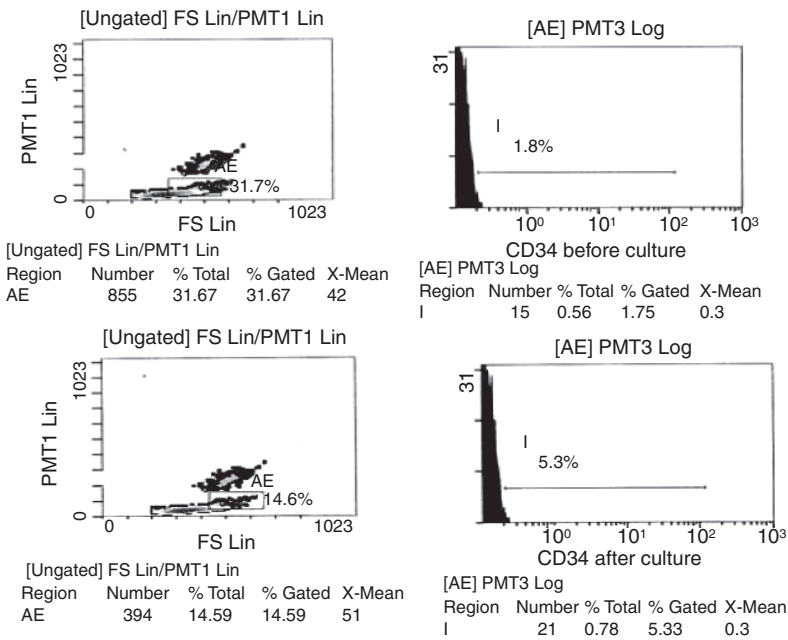 [Ungated] FS Lin/PMT1 Lin
1023
PMT1 Lin
0
AE
31.7%
0
1023
FS Lin
[Ungated] FS Lin/PMT1 Lin
Region Number % Total % Gated X-Mean
AE 855 31.67 31.67 42
[AE] PMT3 Log
31
I
1.8%
10⁰ 10¹ 10² 10³
CD34 before culture
[AE] PMT3 Log
Region Number % Total % Gated X-Mean
I 15 0.56 1.75 0.3
[Ungated] FS Lin/PMT1 Lin
1023
PMT1 Lin
0
AE
14.6%
0
1023
FS Lin
[Ungated] FS Lin/PMT1 Lin
Region Number % Total % Gated X-Mean
AE 394 14.59 14.59 51
[AE] PMT3 Log
31
I
5.3%
10⁰ 10¹ 10² 10³
CD34 after culture
[AE] PMT3 Log
Region Number % Total % Gated X-Mean
I 21 0.78 5.33 0.3